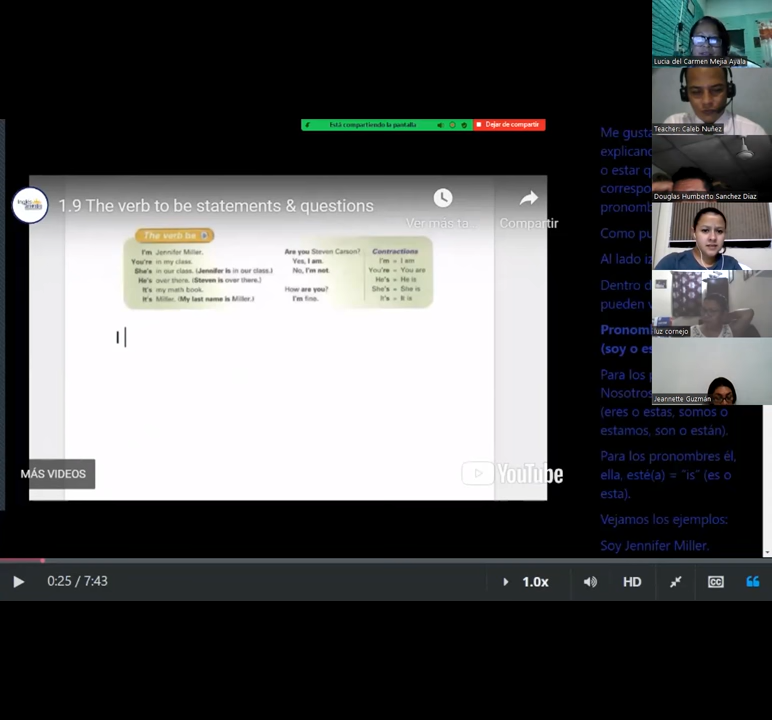 Lucia del Carmen Mejia Ayala
Teacher: Caleb Nuñez
Douglas Humberto Sanchez Diaz
luz cornejo
Jeannette Guzmán
Está compartiendo la pantalla
Dejar de compartir
1.9 The verb to be statements & questions
Ver más ta...
Compartir
The verb be
I'm Jennifer Miller.
You're in my class.
She's in our class. (Jennifer is in our class.)
He's over there. (Steven is over there.)
It's my math book.
It's Miller. (My last name is Miller.)
Are you Steven Carson?
Yes, I am.
No, I'm not.
How are you?
I'm fine.
Contractions
I'm = I am
You're = You are
He's = He is
She's = She is
It's = It is
I
MÁS VIDEOS
YouTube
Me gusta
explican
o estar q
corresp
pronom
Como pu
Al lado iz
Dentro d
pueden v
Pronom
(soy o es
Para los p
Nosotros
(eres o estas, somos o
estamos, son o están).
Para los pronombres él,
ella, esté(a) = "is" (es o
esta).
Vejamos los ejemplos:
Soy Jennifer Miller.
0:25 / 7:43
1.0x
HD
CC